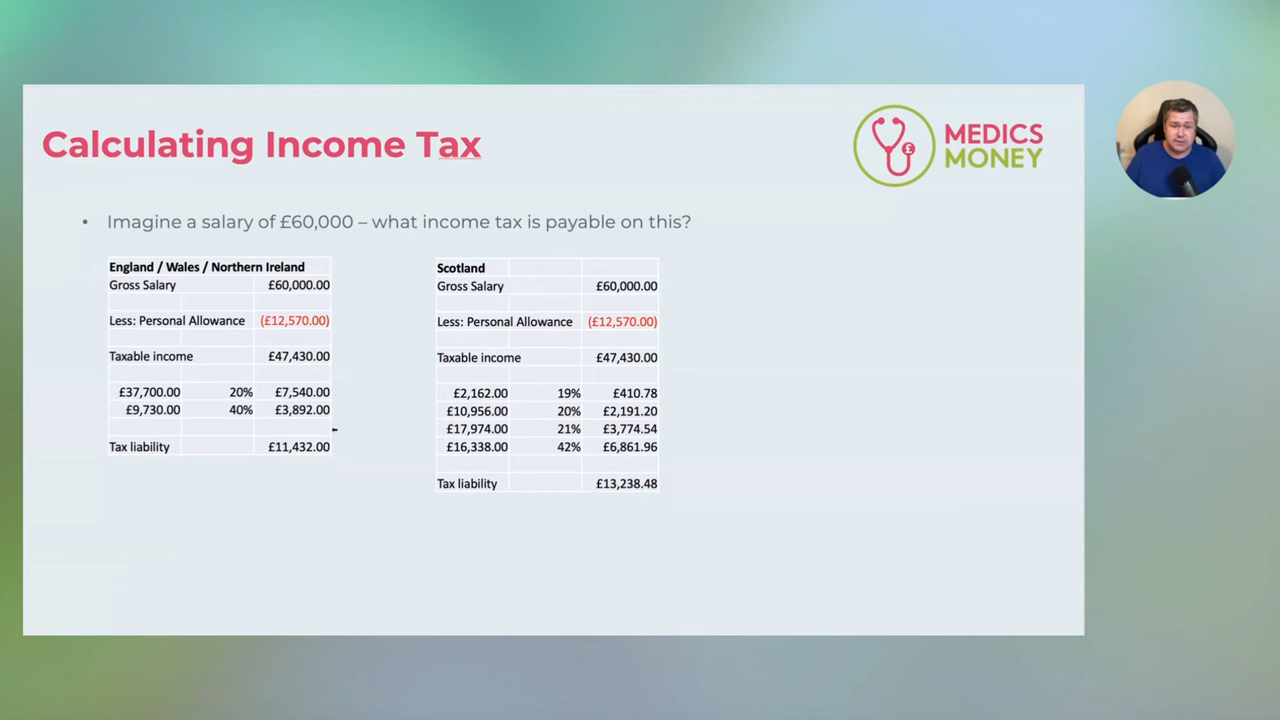 Calculating Income Tax
MEDICS
MONEY
£
• Imagine a salary of £60,000 – what income tax is payable on this?
England / Wales / Northern Ireland
Gross Salary £60,000.00
Less: Personal Allowance (£12,570.00)
Taxable income £47,430.00
£37,700.00 20% £7,540.00
£9,730.00 40% £3,892.00
Tax liability £11,432.00
Scotland
Gross Salary £60,000.00
Less: Personal Allowance (£12,570.00)
Taxable income £47,430.00
£2,162.00 19% £410.78
£10,956.00 20% £2,191.20
£17,974.00 21% £3,774.54
£16,338.00 42% £6,861.96
Tax liability £13,238.48